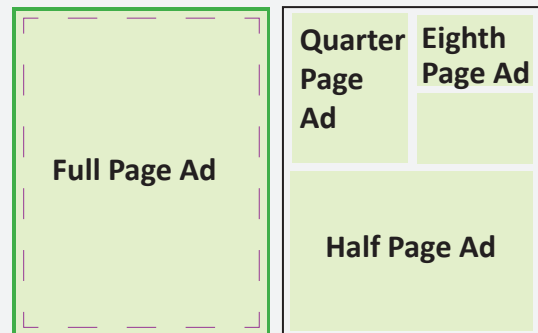 Full Page Ad
Quarter
Page
Ad
Eighth
Page Ad
Half Page Ad